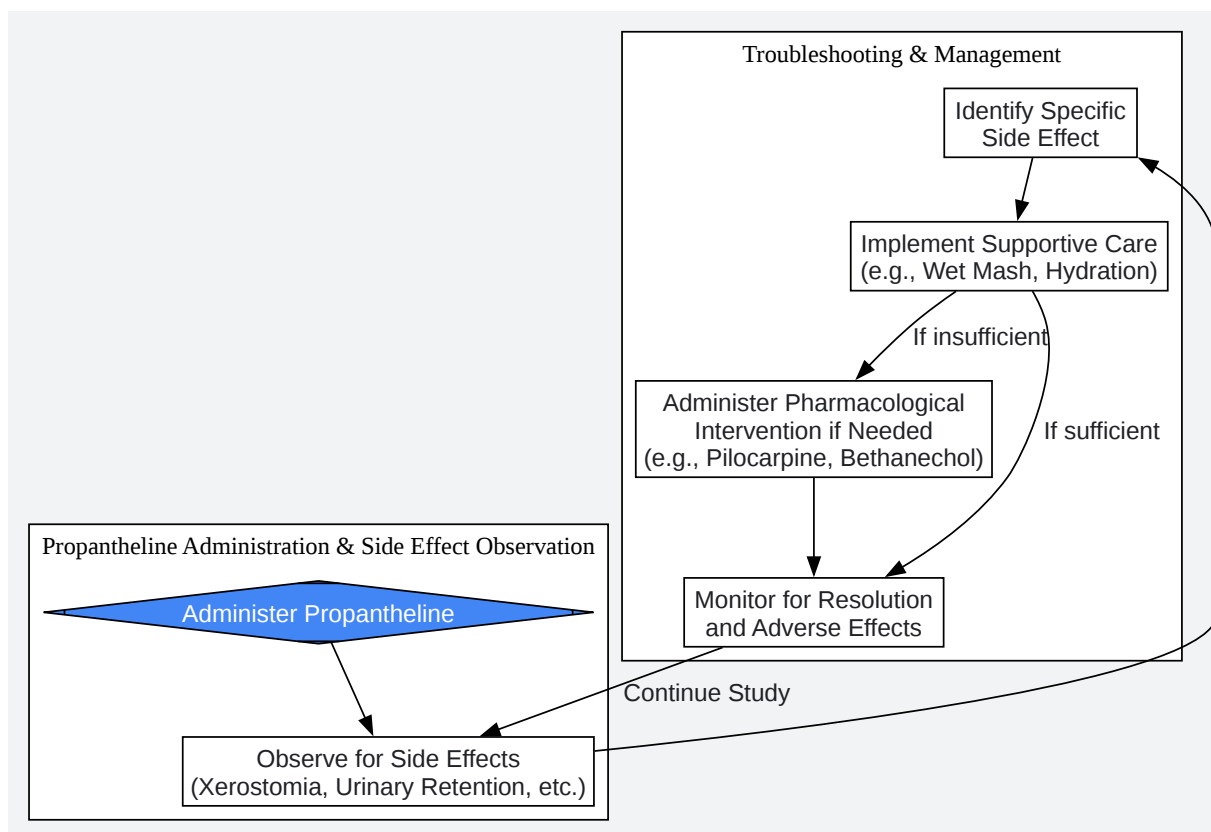 Troubleshooting & Management
Identify Specific
Side Effect
Implement Supportive Care
(e.g., Wet Mash, Hydration)
If insufficient
Administer Pharmacological
Intervention if Needed
(e.g., Pilocarpine, Bethanechol)
If sufficient
Monitor for Resolution
and Adverse Effects
Propantheline Administration & Side Effect Observation
Administer Propantheline
Continue Study
Observe for Side Effects
(Xerostomia, Urinary Retention, etc.)